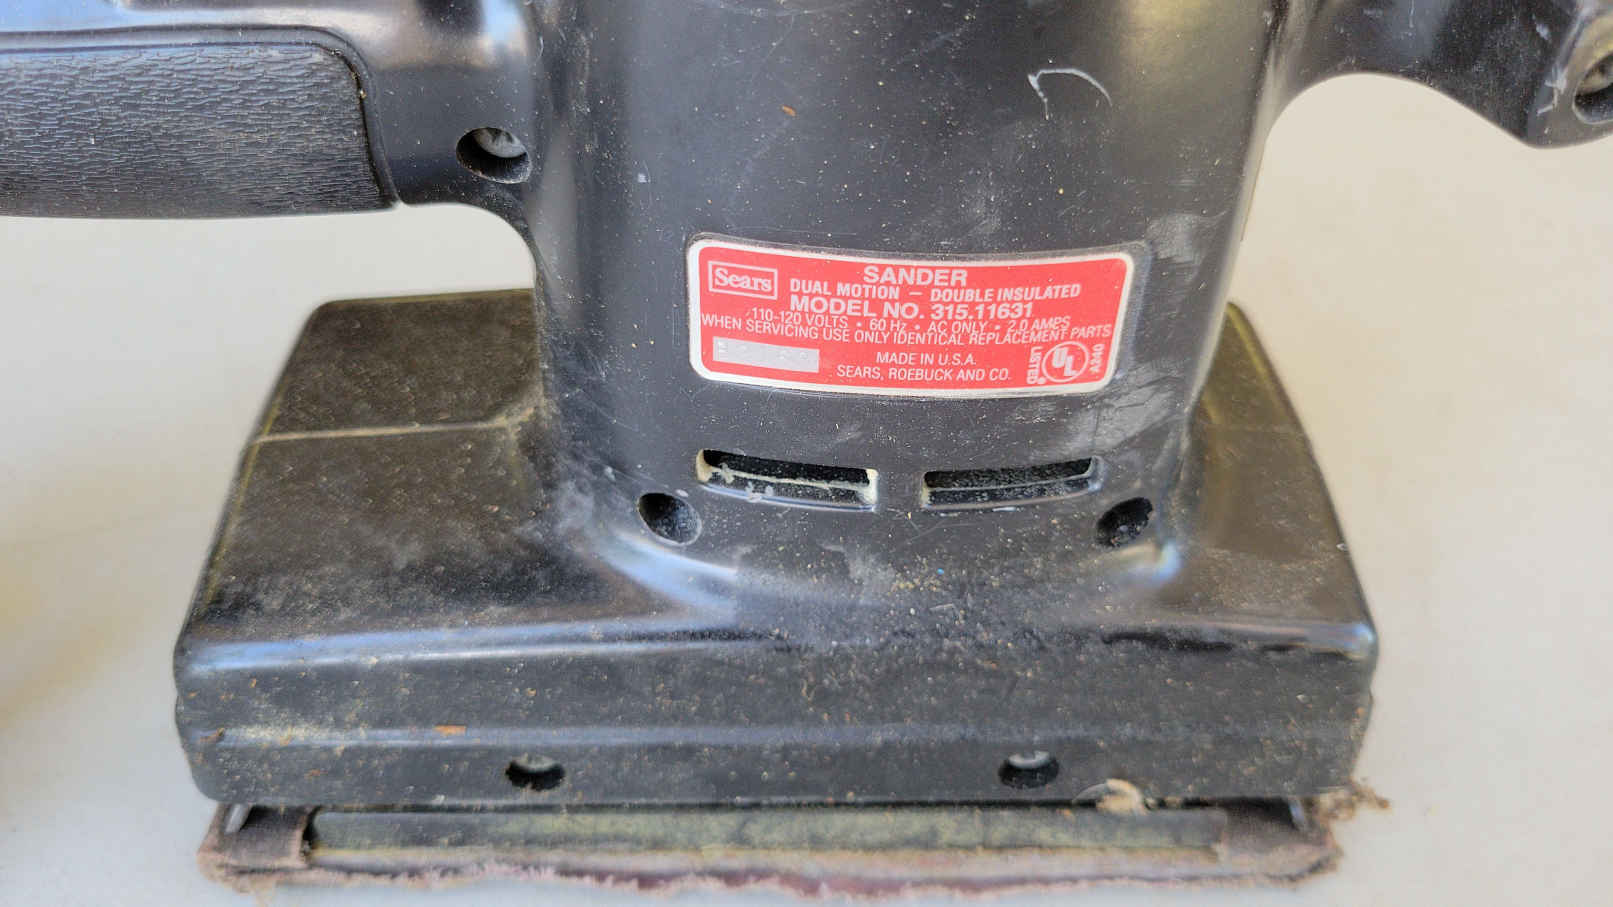 Sears
SANDER
DUAL MOTION — DOUBLE INSULATED
MODEL NO. 315.11631
110-120 VOLTS • 60 Hz • AC ONLY • 2.0 AMPS
WHEN SERVICING USE ONLY IDENTICAL REPLACEMENT PARTS
MADE IN U.S.A.
SEARS, ROEBUCK AND CO.
LISTED
UL
A240